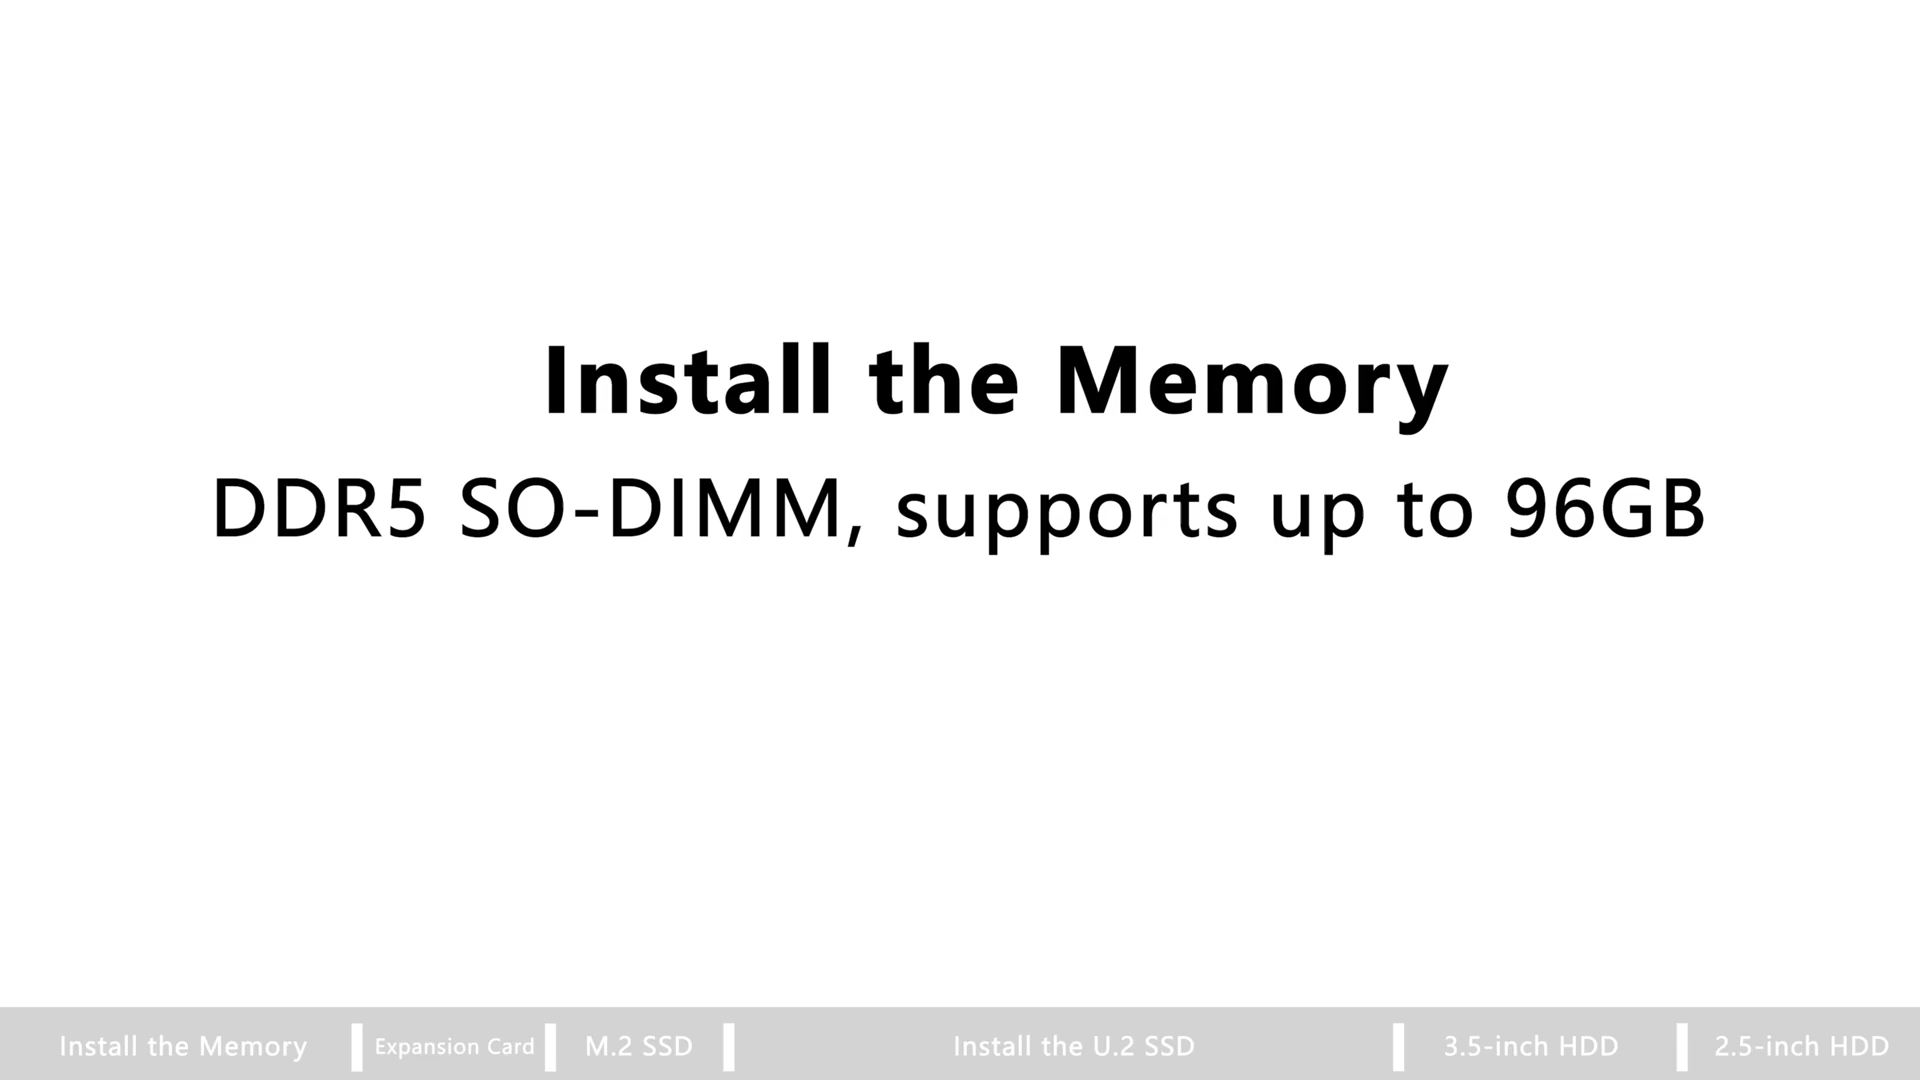 Install the Memory
DDR5 SO-DIMM, supports up to 96GB
Install the Memory
Expansion Card
M.2 SSD
Install the U.2 SSD
3.5-inch HDD
2.5-inch HDD